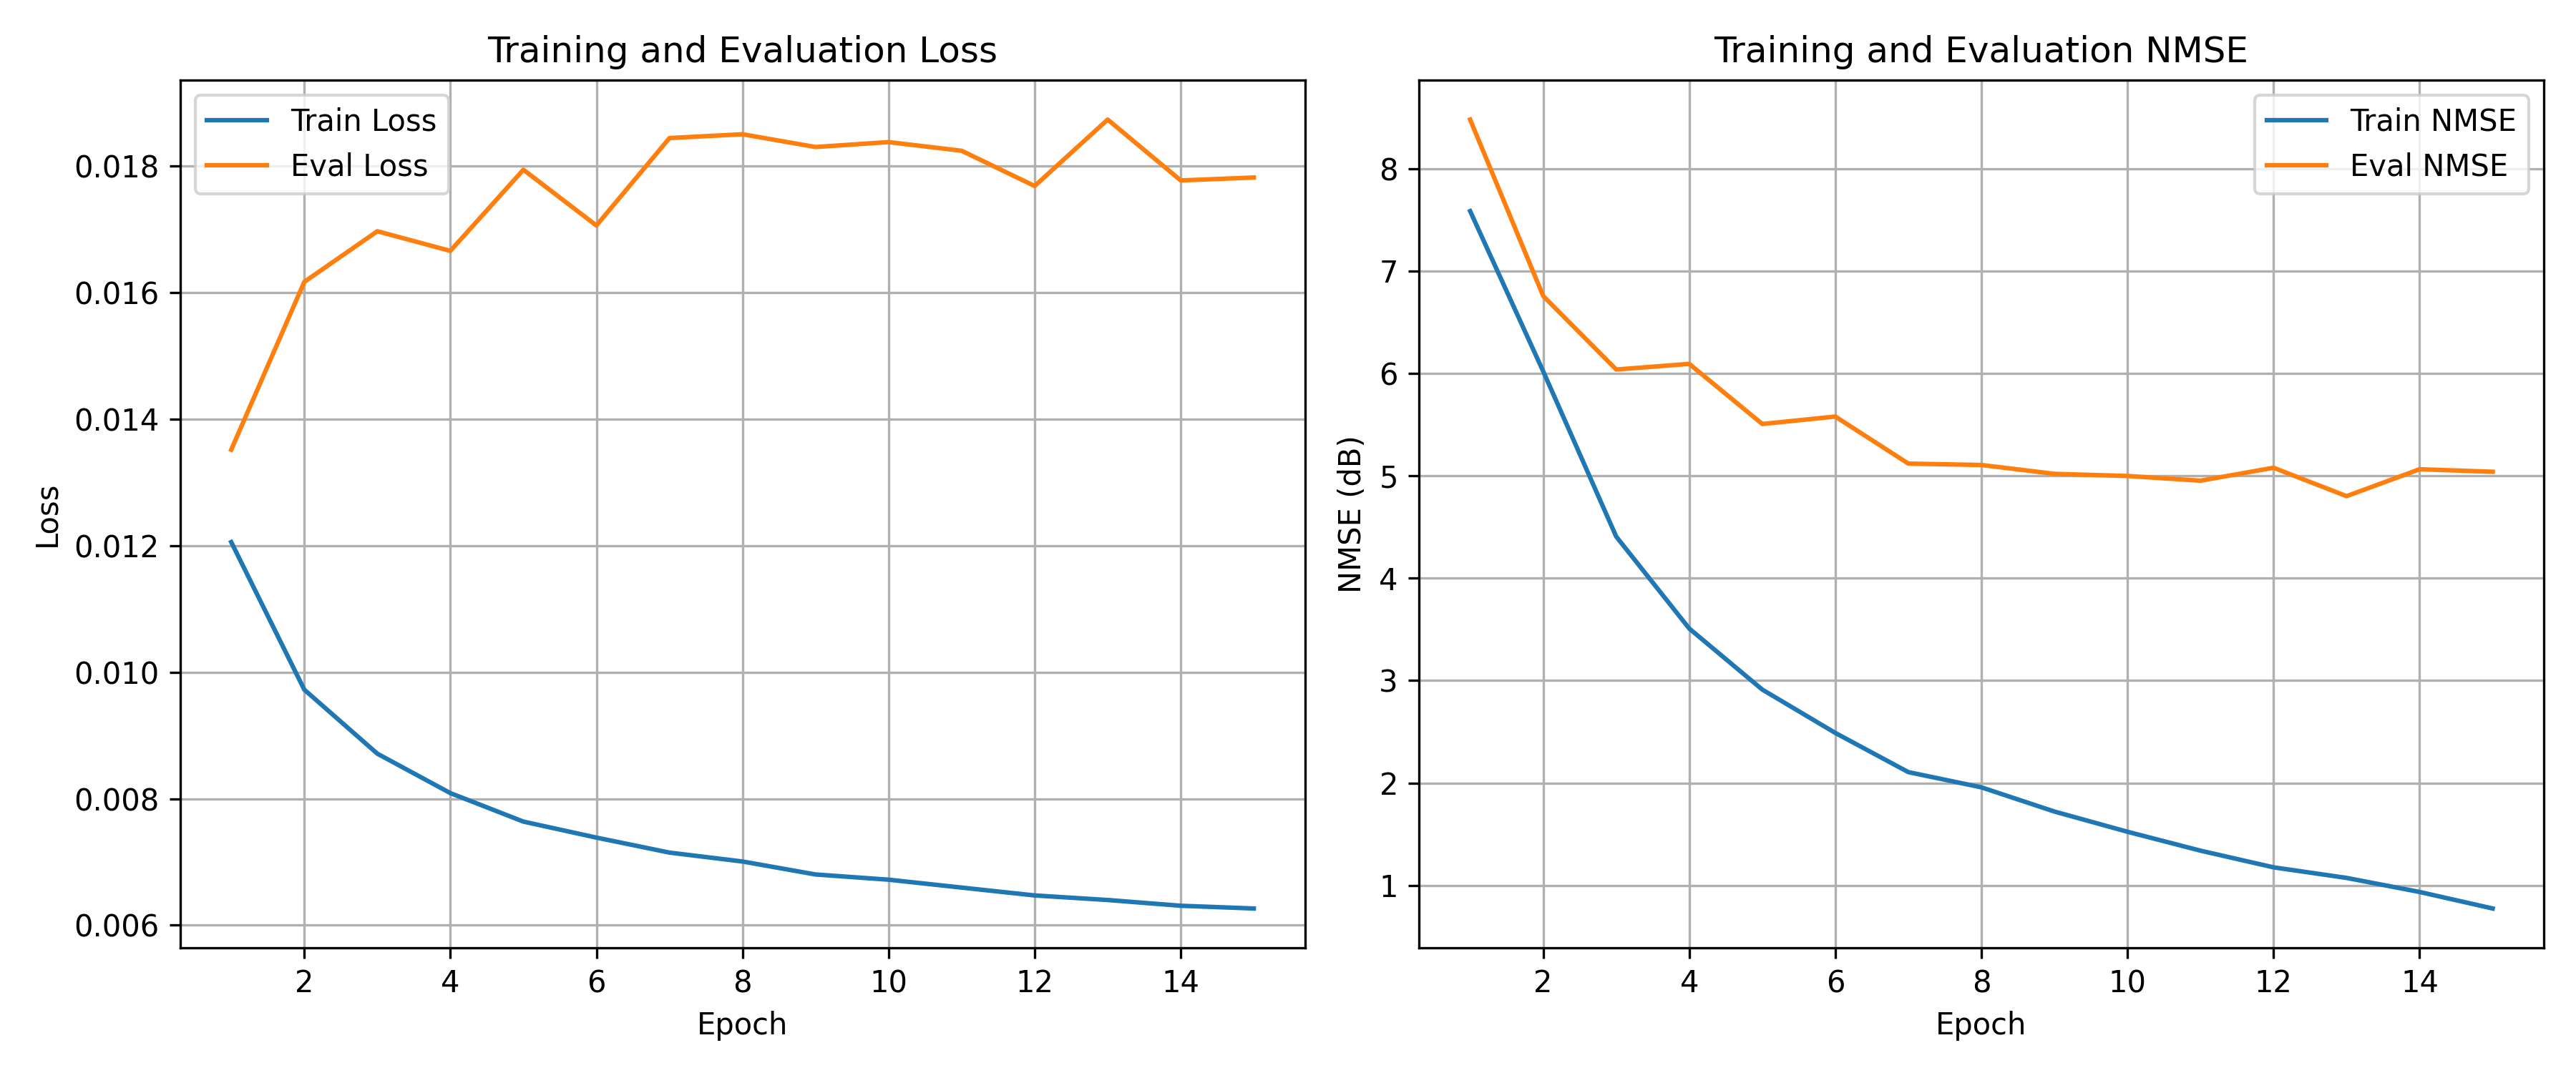 Training and Evaluation Loss
Train Loss
Eval Loss
Loss
0.018
0.016
0.014
0.012
0.010
0.008
0.006
2 4 6 8 10 12 14
Epoch
Training and Evaluation NMSE
Train NMSE
Eval NMSE
NMSE (dB)
8
7
6
5
4
3
2
1
2 4 6 8 10 12 14
Epoch